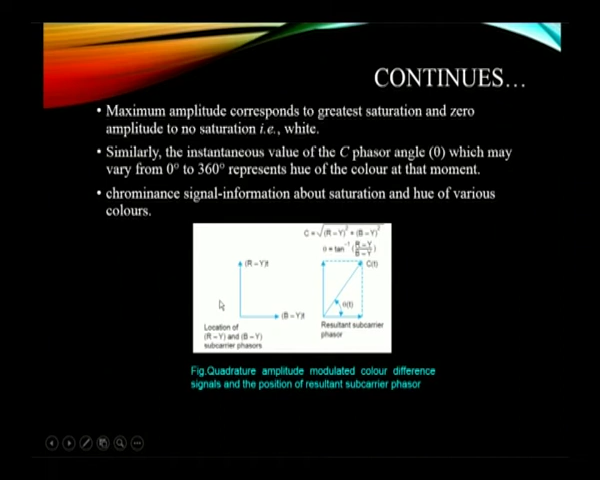 CONTINUES…
• Maximum amplitude corresponds to greatest saturation and zero
amplitude to no saturation i.e., white.
• Similarly, the instantaneous value of the C phasor angle (θ) which may
vary from 0° to 360° represents hue of the colour at that moment.
• chrominance signal-information about saturation and hue of various
colours.
C = √(R – Y)² + (B – Y)²
θ = tan⁻¹ (R – Y / B – Y)
(R – Y)t
C(t)
θ(t)
(B – Y)t
Location of
(R – Y) and (B – Y)
subcarrier phasors
Resultant subcarrier
phasor
Fig.Quadrature amplitude modulated colour difference
signals and the position of resultant subcarrier phasor